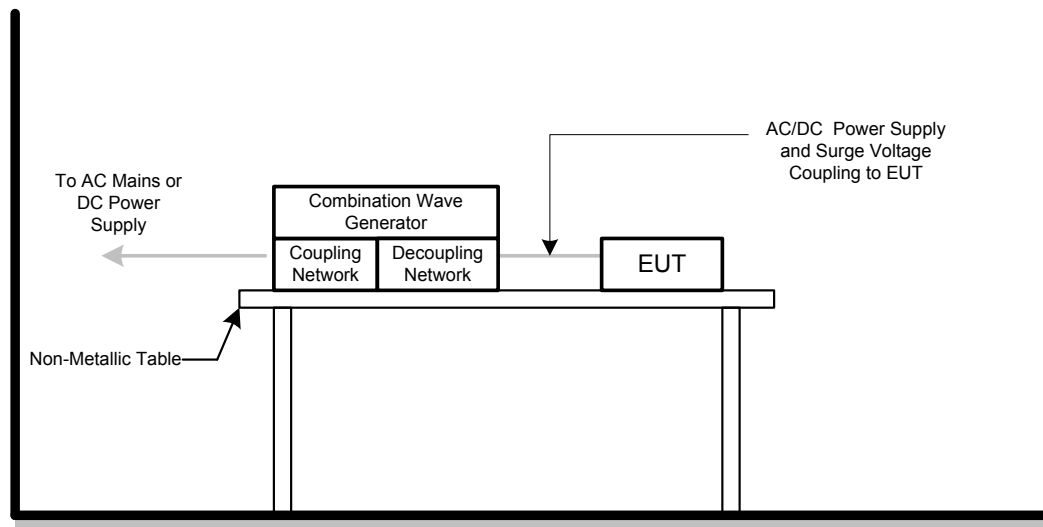 AC/DC Power Supply
and Surge Voltage
Coupling to EUT
To AC Mains or
DC Power
Supply
Combination Wave
Generator
Coupling
Network
Decoupling
Network
EUT
Non-Metallic Table